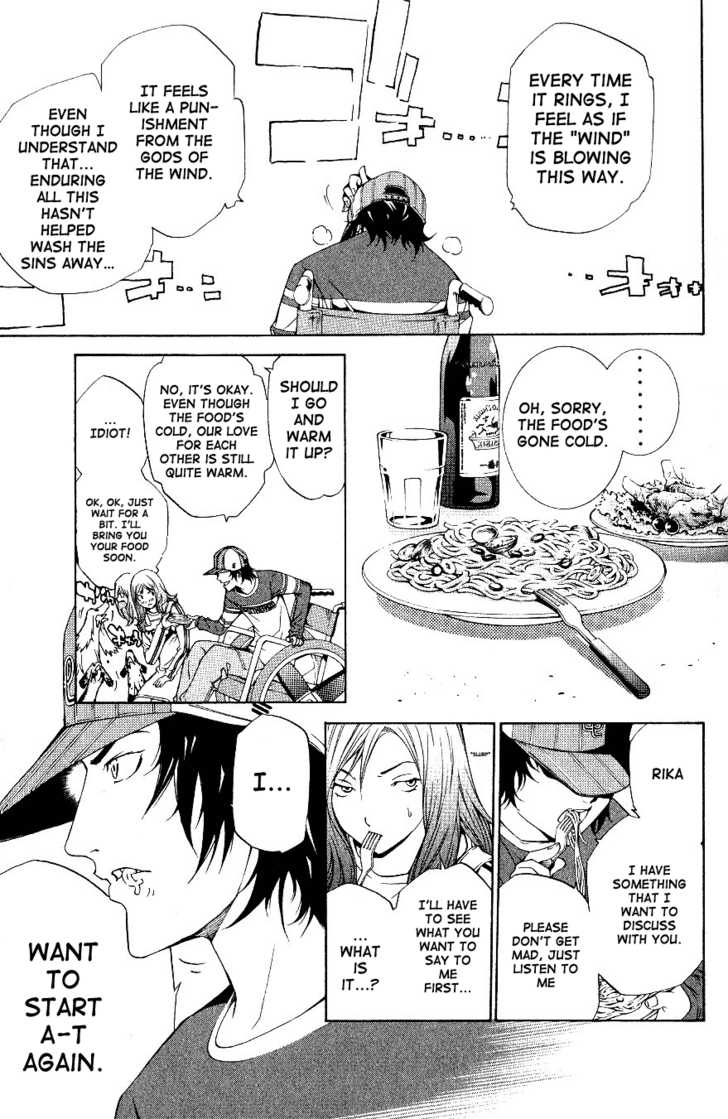 EVERY TIME
IT RINGS, I
FEEL AS IF
THE "WIND"
IS BLOWING
THIS WAY.
IT FEELS
LIKE A PUN-
ISHMENT
FROM THE
GODS OF
THE WIND.
EVEN
THOUGH I
UNDERSTAND
THAT...
ENDURING
ALL THIS
HASN'T
HELPED
WASH THE
SINS AWAY...
OH, SORRY,
THE FOOD'S
GONE COLD.
SHOULD
I GO
AND
WARM
IT UP?
NO, IT'S OKAY.
EVEN THOUGH
THE FOOD'S
COLD, OUR LOVE
FOR EACH
OTHER IS STILL
QUITE WARM.
...
IDIOT!
OK, OK, JUST
WAIT FOR A
BIT. I'LL
BRING YOU
YOUR FOOD
SOON.
RIKA
I HAVE
SOMETHING
THAT I
WANT TO
DISCUSS
WITH YOU.
PLEASE
DON'T GET
MAD, JUST
LISTEN TO
ME
"SLURP"
I'LL HAVE
TO SEE
WHAT YOU
WANT TO
SAY TO
ME
FIRST...
...
WHAT
IS
IT...?
I...
WANT
TO
START
A-T
AGAIN.